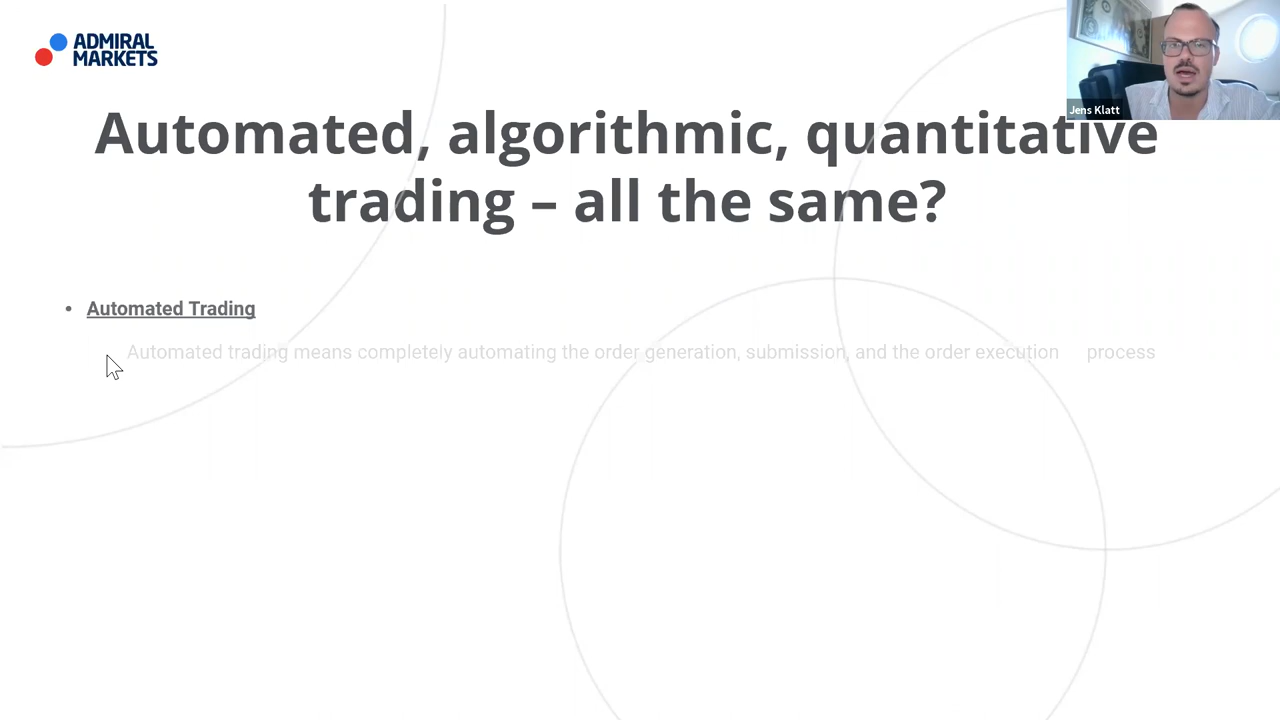 ADMIRAL
MARKETS
Jens Klatt
Automated, algorithmic, quantitative
trading – all the same?
• Automated Trading
Automated trading means completely automating the order generation, submission, and the order execution process